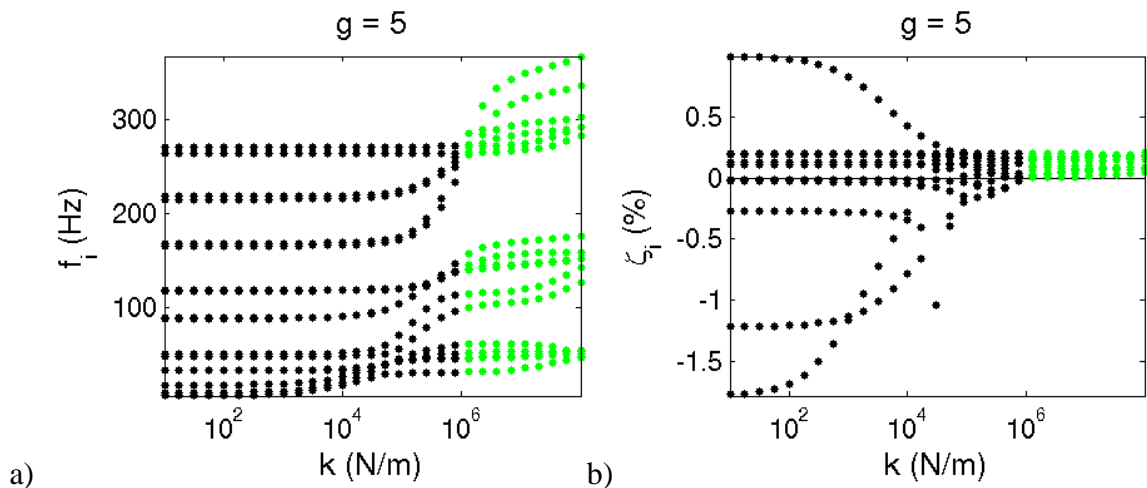 g = 5
300
200
100
f_i (Hz)
10^2 10^4 10^6
k (N/m)
a)
g = 5
0.5
0
-0.5
-1
-1.5
ζ_i (%)
10^2 10^4 10^6
k (N/m)
b)